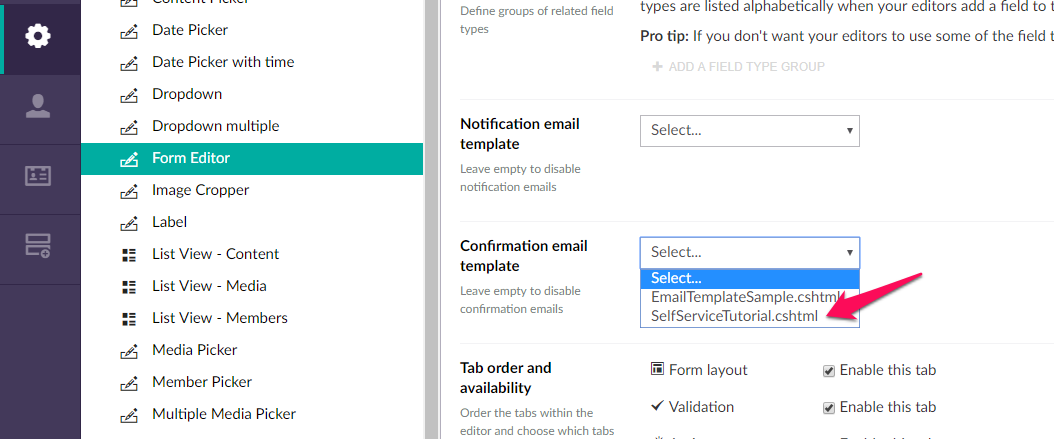 Content Picker
Date Picker
Date Picker with time
Dropdown
Dropdown multiple
Form Editor
Image Cropper
Label
List View - Content
List View - Media
List View - Members
Media Picker
Member Picker
Multiple Media Picker
Define groups of related field
types
types are listed alphabetically when your editors add a field to
Pro tip: If you don't want your editors to use some of the field
+ ADD A FIELD TYPE GROUP
Notification email
template
Leave empty to disable
notification emails
Select...
Confirmation email
template
Leave empty to disable
confirmation emails
Select...
Select...
EmailTemplateSample.cshtml
SelfServiceTutorial.cshtml
Tab order and
availability
Order the tabs within the
editor and choose which tabs
Form layout
Enable this tab
Validation
Enable this tab
Enable this tab